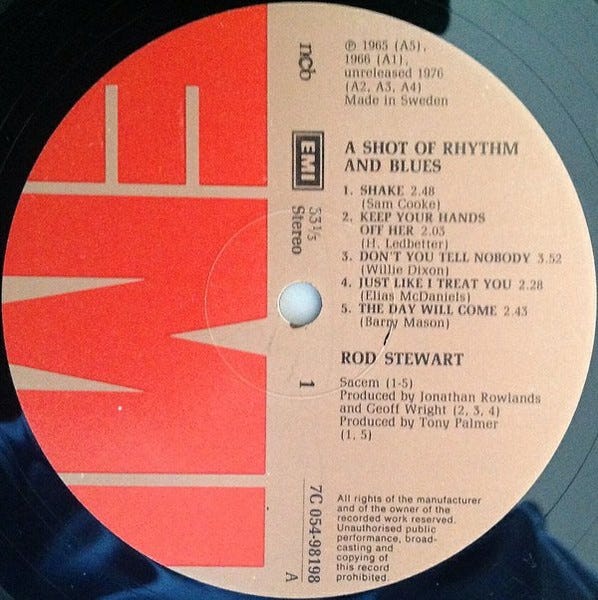 ℗ 1965 (A5),
1966 (A1),
unreleased 1976
(A2, A3, A4)
Made in Sweden
ncb
EMI
33⅓
Stereo
1
7C 054-98198
A
A SHOT OF RHYTHM
AND BLUES
1. SHAKE 2.48
(Sam Cooke)
2. KEEP YOUR HANDS
OFF HER 2.03
(H. Ledbetter)
3. DON'T YOU TELL NOBODY 3.52
(Willie Dixon)
4. JUST LIKE I TREAT YOU 2.28
(Elias McDaniels)
5. THE DAY WILL COME 2.43
(Barry Mason)
ROD STEWART
Sacem (1-5)
Produced by Jonathan Rowlands
and Geoff Wright (2, 3, 4)
Produced by Tony Palmer
(1, 5)
All rights of the manufacturer
and of the owner of the
recorded work reserved.
Unauthorised public
performance, broad-
casting and
copying of
this record
prohibited.
EMI